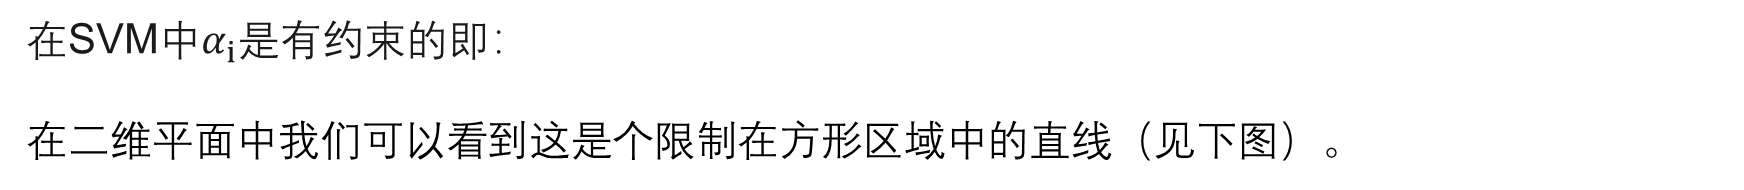 在SVM中αi是有约束的即：
在二维平面中我们可以看到这是个限制在方形区域中的直线（见下图）。